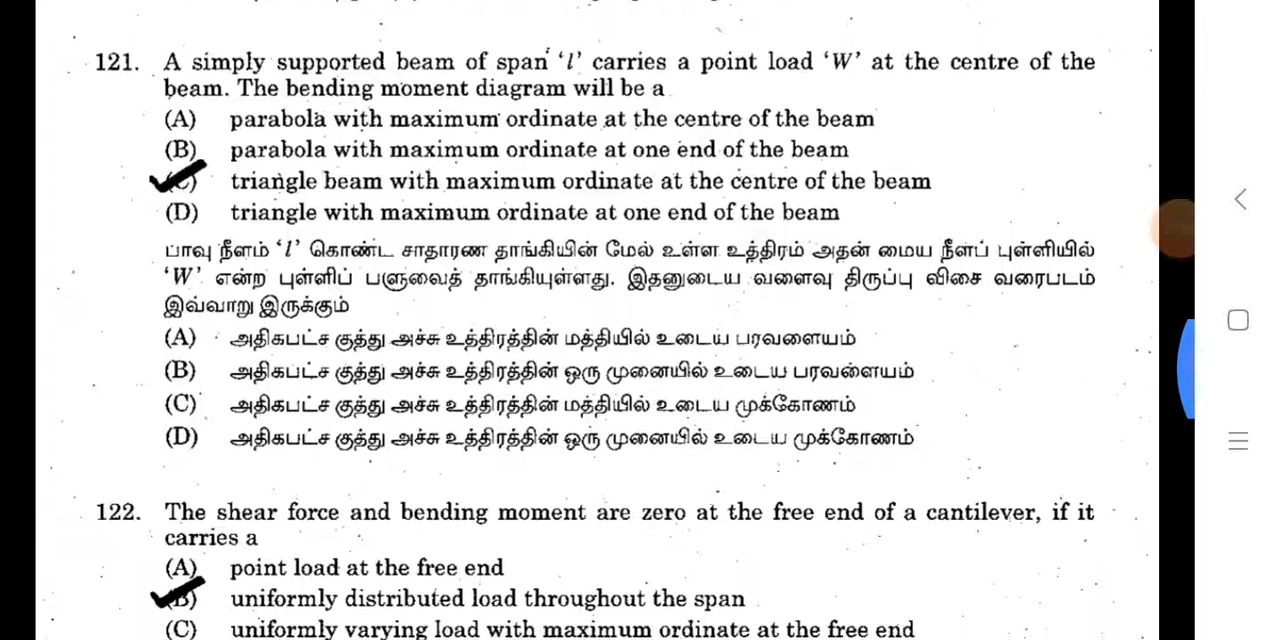 121. A simply supported beam of span 'l' carries a point load 'W' at the centre of the
beam. The bending moment diagram will be a
(A) parabola with maximum ordinate at the centre of the beam
(B) parabola with maximum ordinate at one end of the beam
(C) triangle beam with maximum ordinate at the centre of the beam
(D) triangle with maximum ordinate at one end of the beam
பாவு நீளம் 'l' கொண்ட சாதாரண தாங்கியின் மேல் உள்ள உத்திரம் அதன் மைய நீளப் புள்ளியில்
'W' என்ற புள்ளிப் பளுவைத் தாங்கியுள்ளது. இதனுடைய வளைவு திருப்பு விசை வரைபடம்
இவ்வாறு இருக்கும்
(A) அதிகபட்ச குத்து அச்சு உத்திரத்தின் மத்தியில் உடைய பரவளையம்
(B) அதிகபட்ச குத்து அச்சு உத்திரத்தின் ஒரு முனையில் உடைய பரவளையம்
(C) அதிகபட்ச குத்து அச்சு உத்திரத்தின் மத்தியில் உடைய முக்கோணம்
(D) அதிகபட்ச குத்து அச்சு உத்திரத்தின் ஒரு முனையில் உடைய முக்கோணம்
122. The shear force and bending moment are zero at the free end of a cantilever, if it
carries a
(A) point load at the free end
(B) uniformly distributed load throughout the span
(C) uniformly varying load with maximum ordinate at the free end